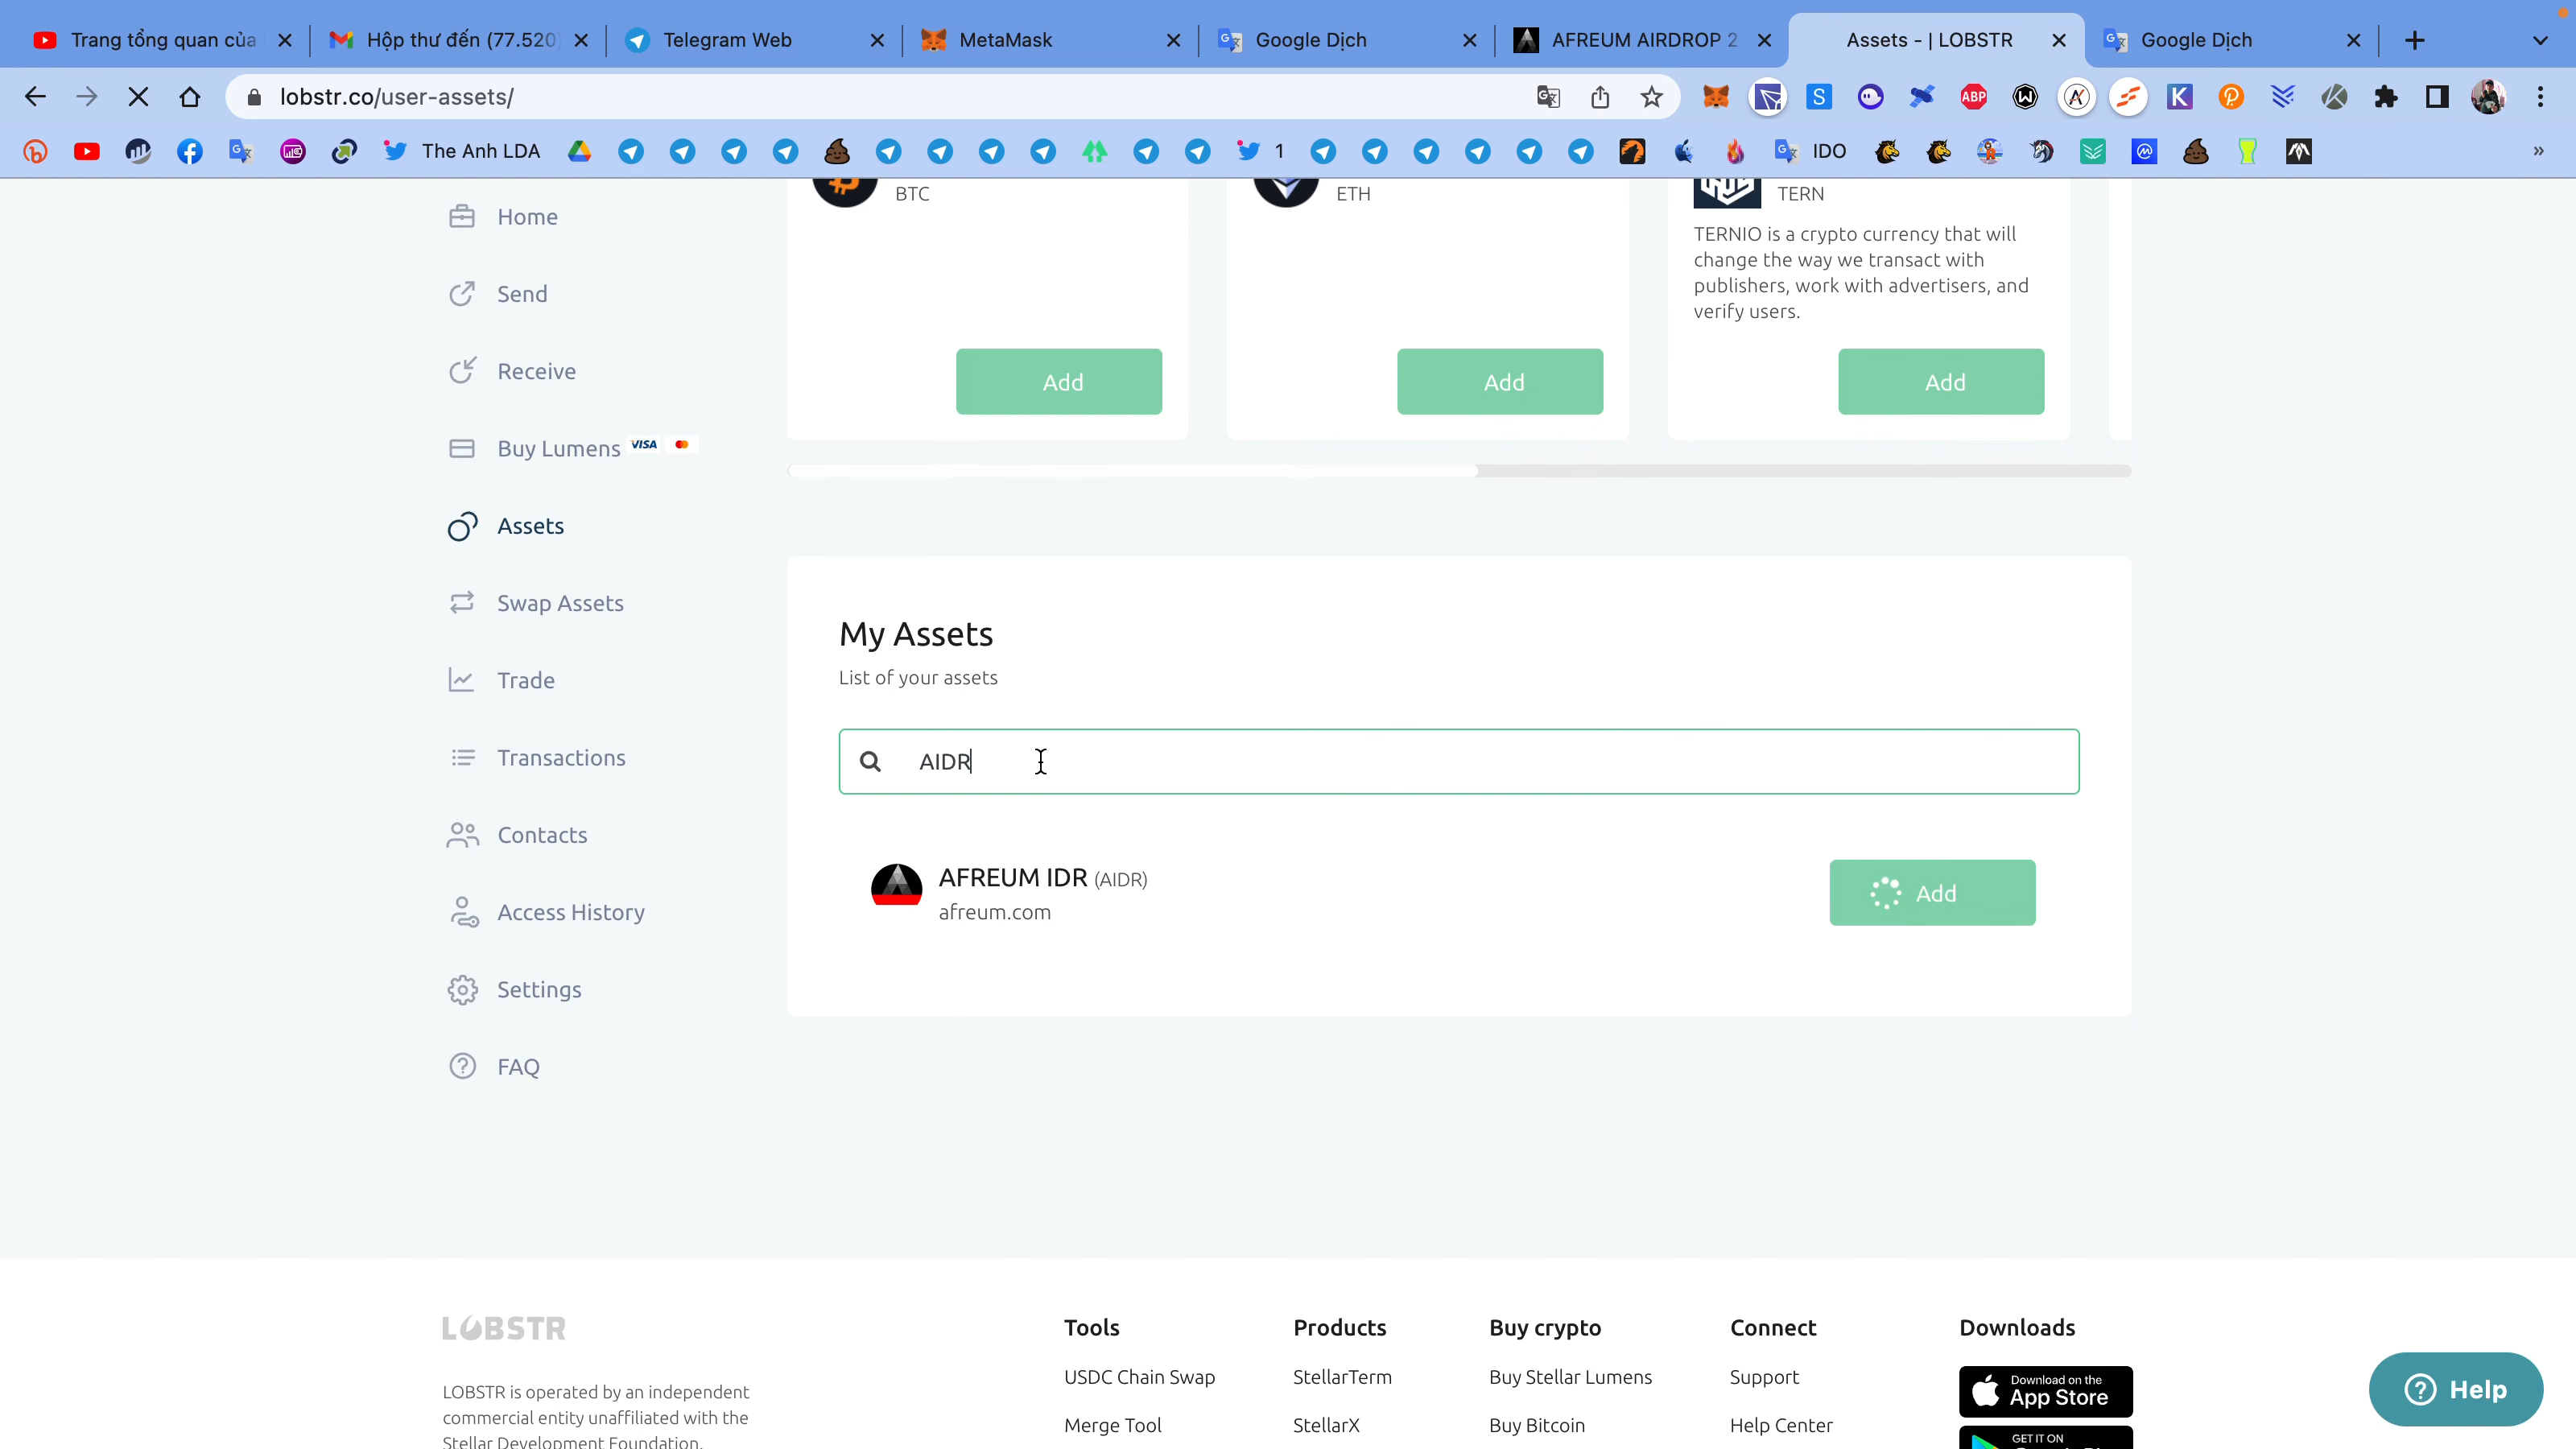 Trang tổng quan của
Hộp thư đến (77.520)
Telegram Web
MetaMask
Google Dịch
AFREUM AIRDROP 2
Assets - | LOBSTR
Google Dịch
lobstr.co/user-assets/
S
ABP
K
The Anh LDA
1
IDO
BTC
ETH
TERN
TERNIO is a crypto currency that will
change the way we transact with
publishers, work with advertisers, and
verify users.
Add
Add
Add
Home
Send
Receive
Buy Lumens VISA
Assets
Swap Assets
Trade
Transactions
Contacts
Access History
Settings
FAQ
My Assets
List of your assets
AIDR
AFREUM IDR (AIDR)
afreum.com
Add
LOBSTR
LOBSTR is operated by an independent
commercial entity unaffiliated with the
Stellar Development Foundation.
Tools
USDC Chain Swap
Merge Tool
Products
StellarTerm
StellarX
Buy crypto
Buy Stellar Lumens
Buy Bitcoin
Connect
Support
Help Center
Downloads
Download on the
App Store
GET IT ON
Help